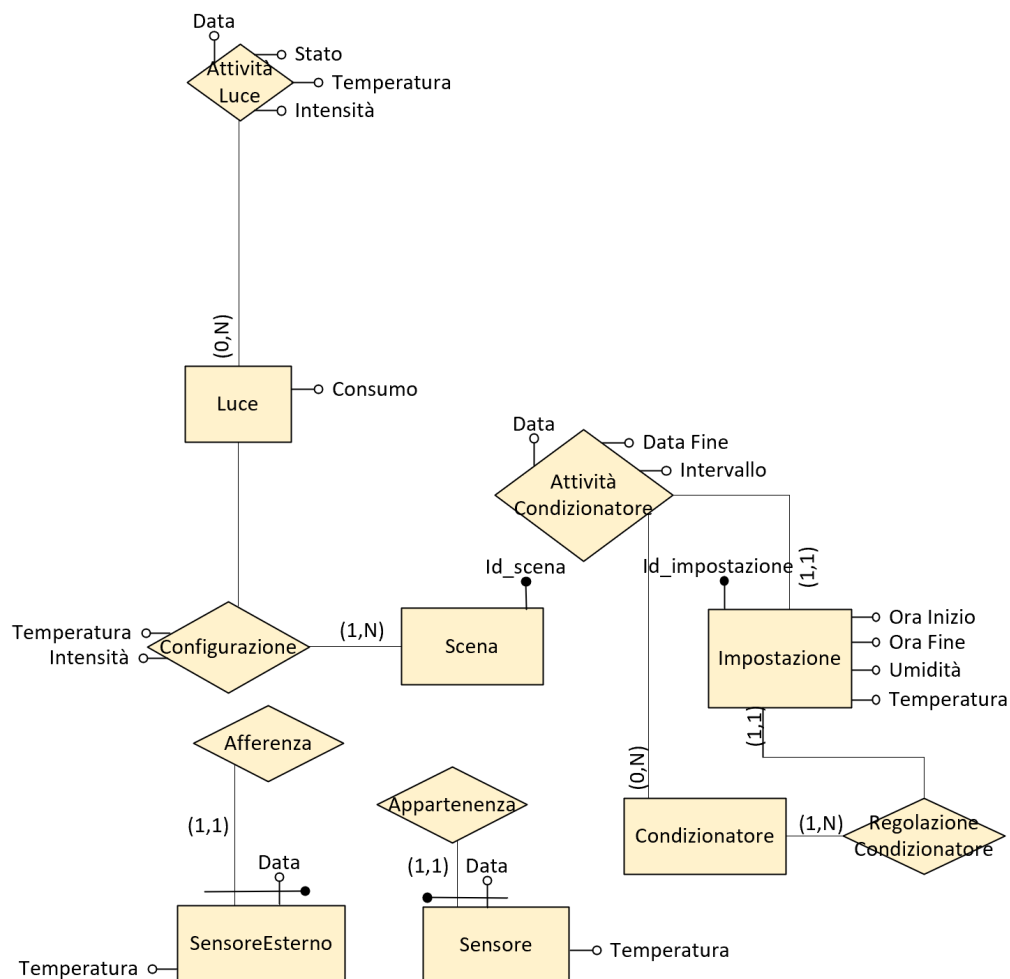 Data
Stato
Attività
Luce
Temperatura
Intensità
(0,N)
Luce
Consumo
Data
Data Fine
Intervallo
Attività
Condizionatore
Id_scena
Id_impostazione
(1,1)
Temperatura
Intensità
Configurazione
(1,N)
Scena
Impostazione
Ora Inizio
Ora Fine
Umidità
Temperatura
(1,1)
Afferenza
Appartenenza
(0,N)
(1,1)
Condizionatore
(1,N)
Regolazione
Condizionatore
Data
(1,1)
Data
SensoreEsterno
Temperatura
Sensore
Temperatura